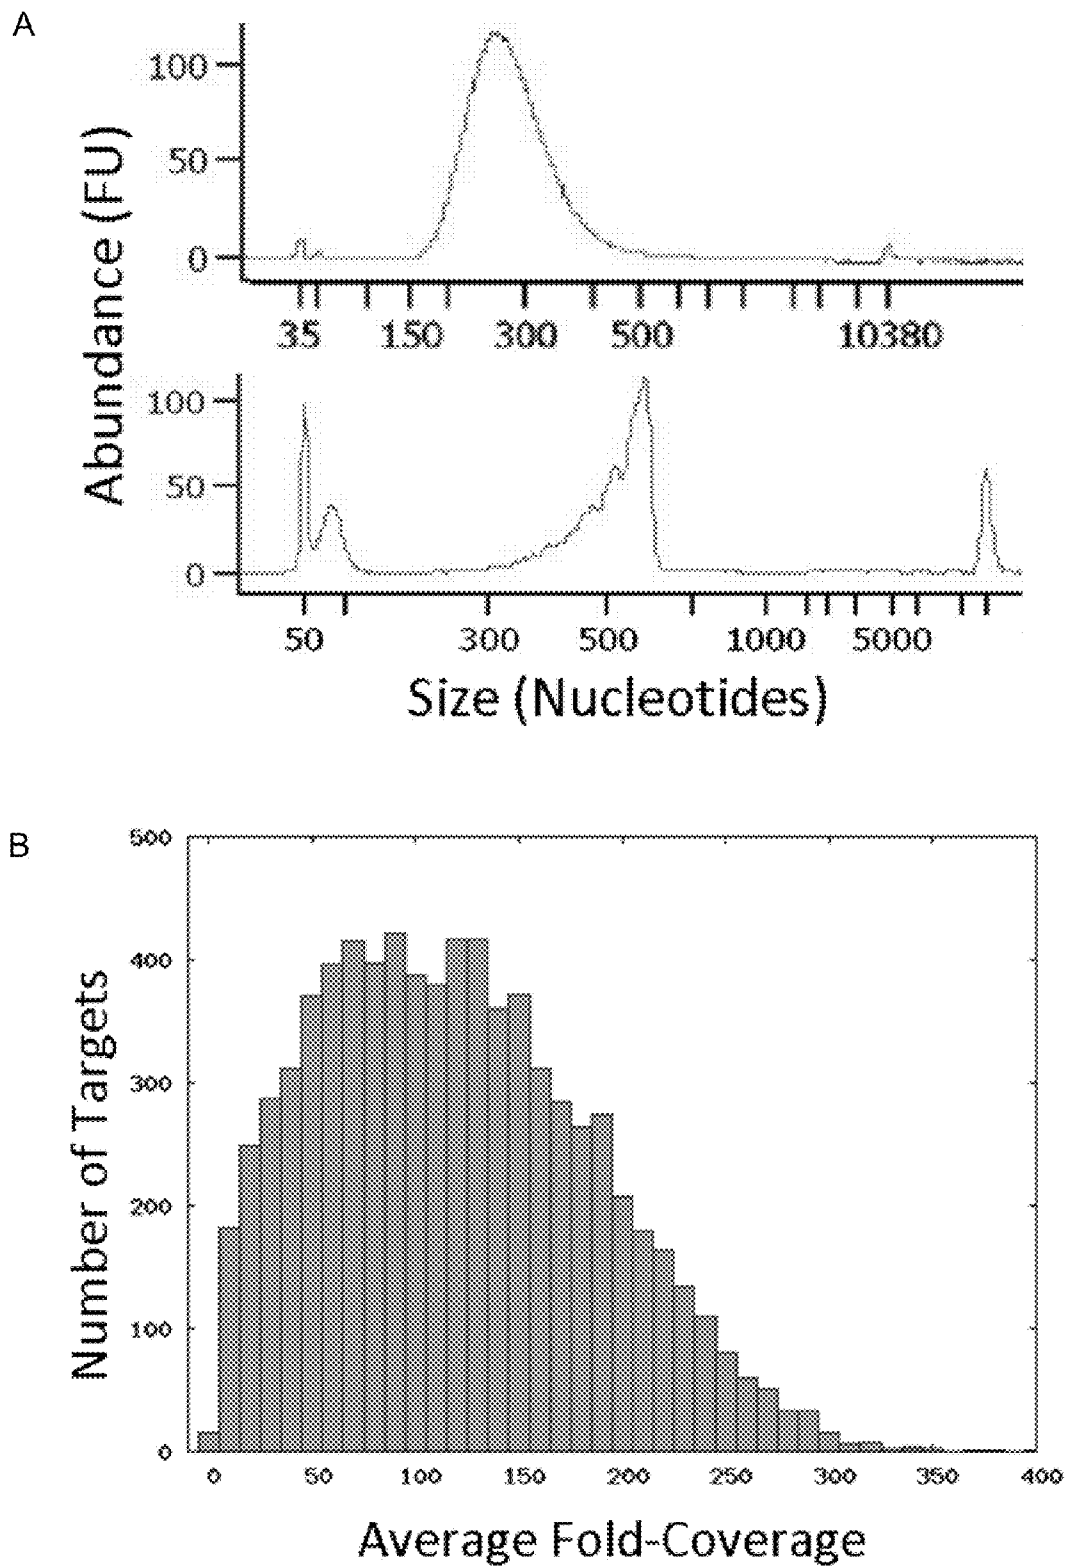 A
Abundance (FU)
100
50
0
35 150 300 500 10380
100
50
0
50 300 500 1000 5000
Size (Nucleotides)
B
Number of Targets
500
400
300
200
100
0
0 50 100 150 200 250 300 350 400
Average Fold-Coverage